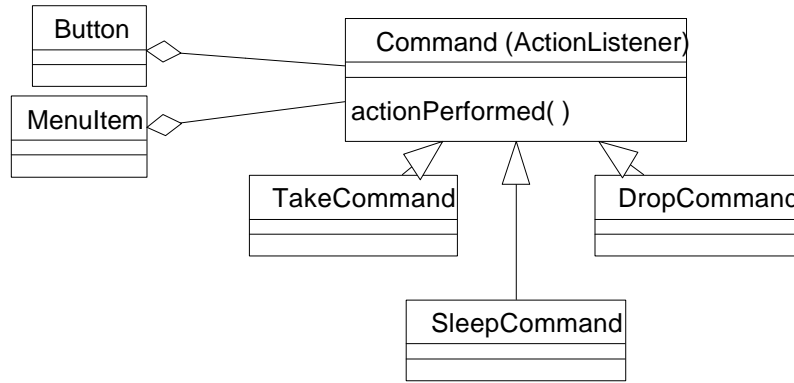 Button
Command (ActionListener)
MenuItem
actionPerformed( )
TakeCommand
DropCommand
SleepCommand